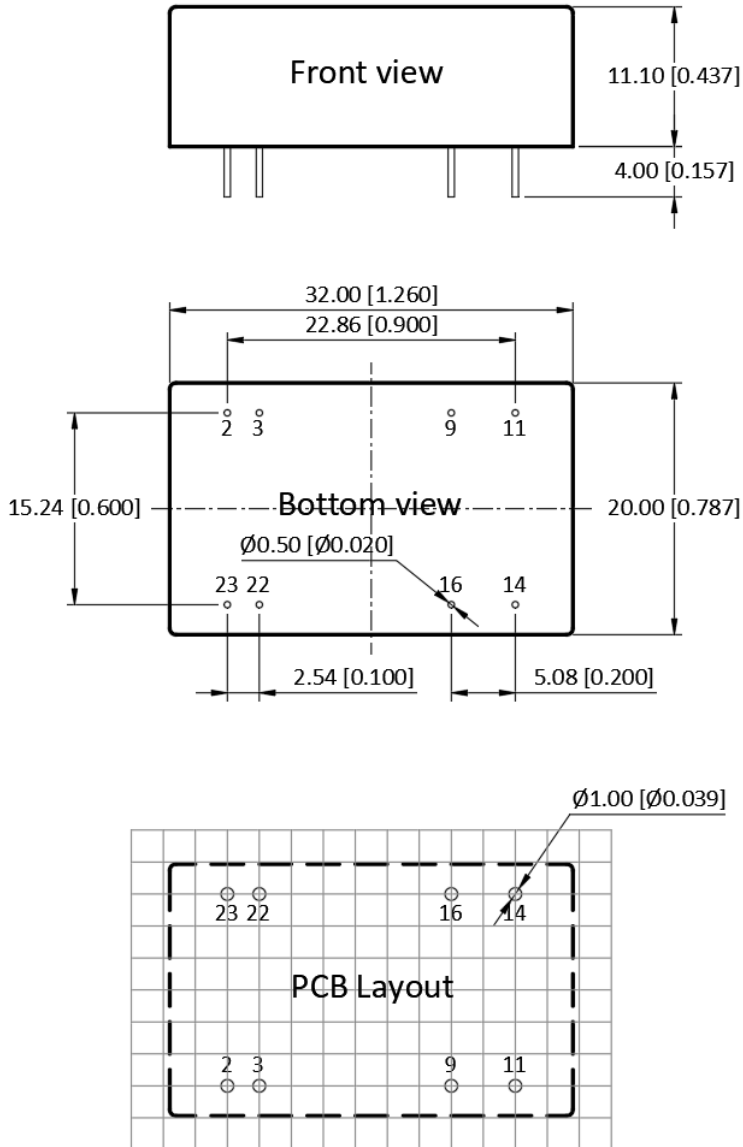 Front view
11.10 [0.437]
4.00 [0.157]
32.00 [1.260]
22.86 [0.900]
2 3 9 11
15.24 [0.600]
Bottom view
20.00 [0.787]
Ø0.50 [Ø0.020]
23 22 16 14
2.54 [0.100]
5.08 [0.200]
Ø1.00 [Ø0.039]
23 22 16 14
PCB Layout
2 3 9 11